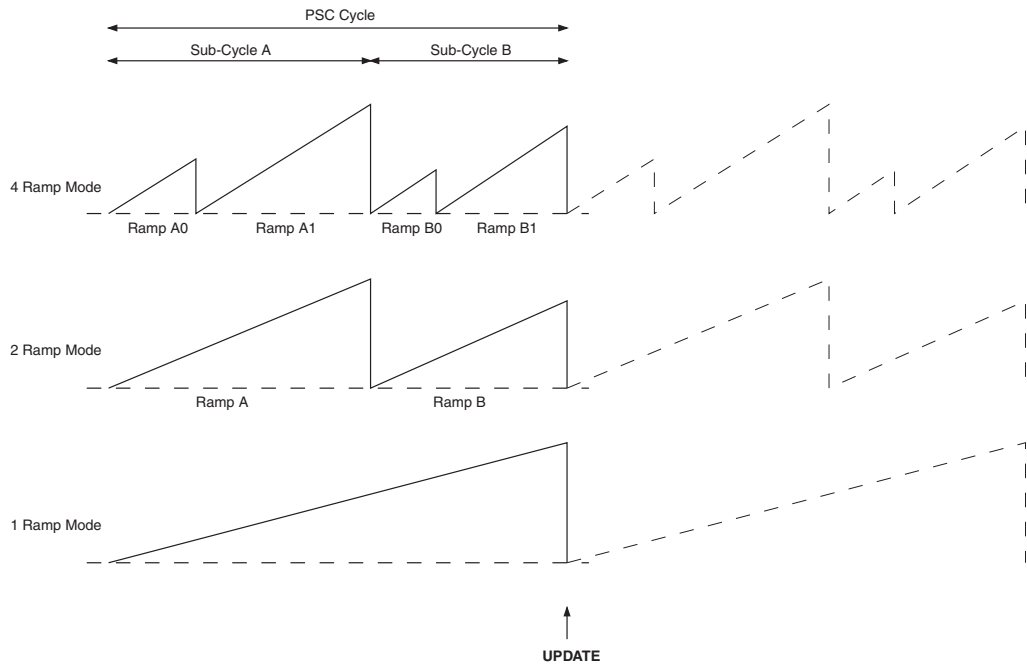 PSC Cycle
Sub-Cycle A
Sub-Cycle B
4 Ramp Mode
Ramp A0
Ramp A1
Ramp B0
Ramp B1
2 Ramp Mode
Ramp A
Ramp B
1 Ramp Mode
UPDATE